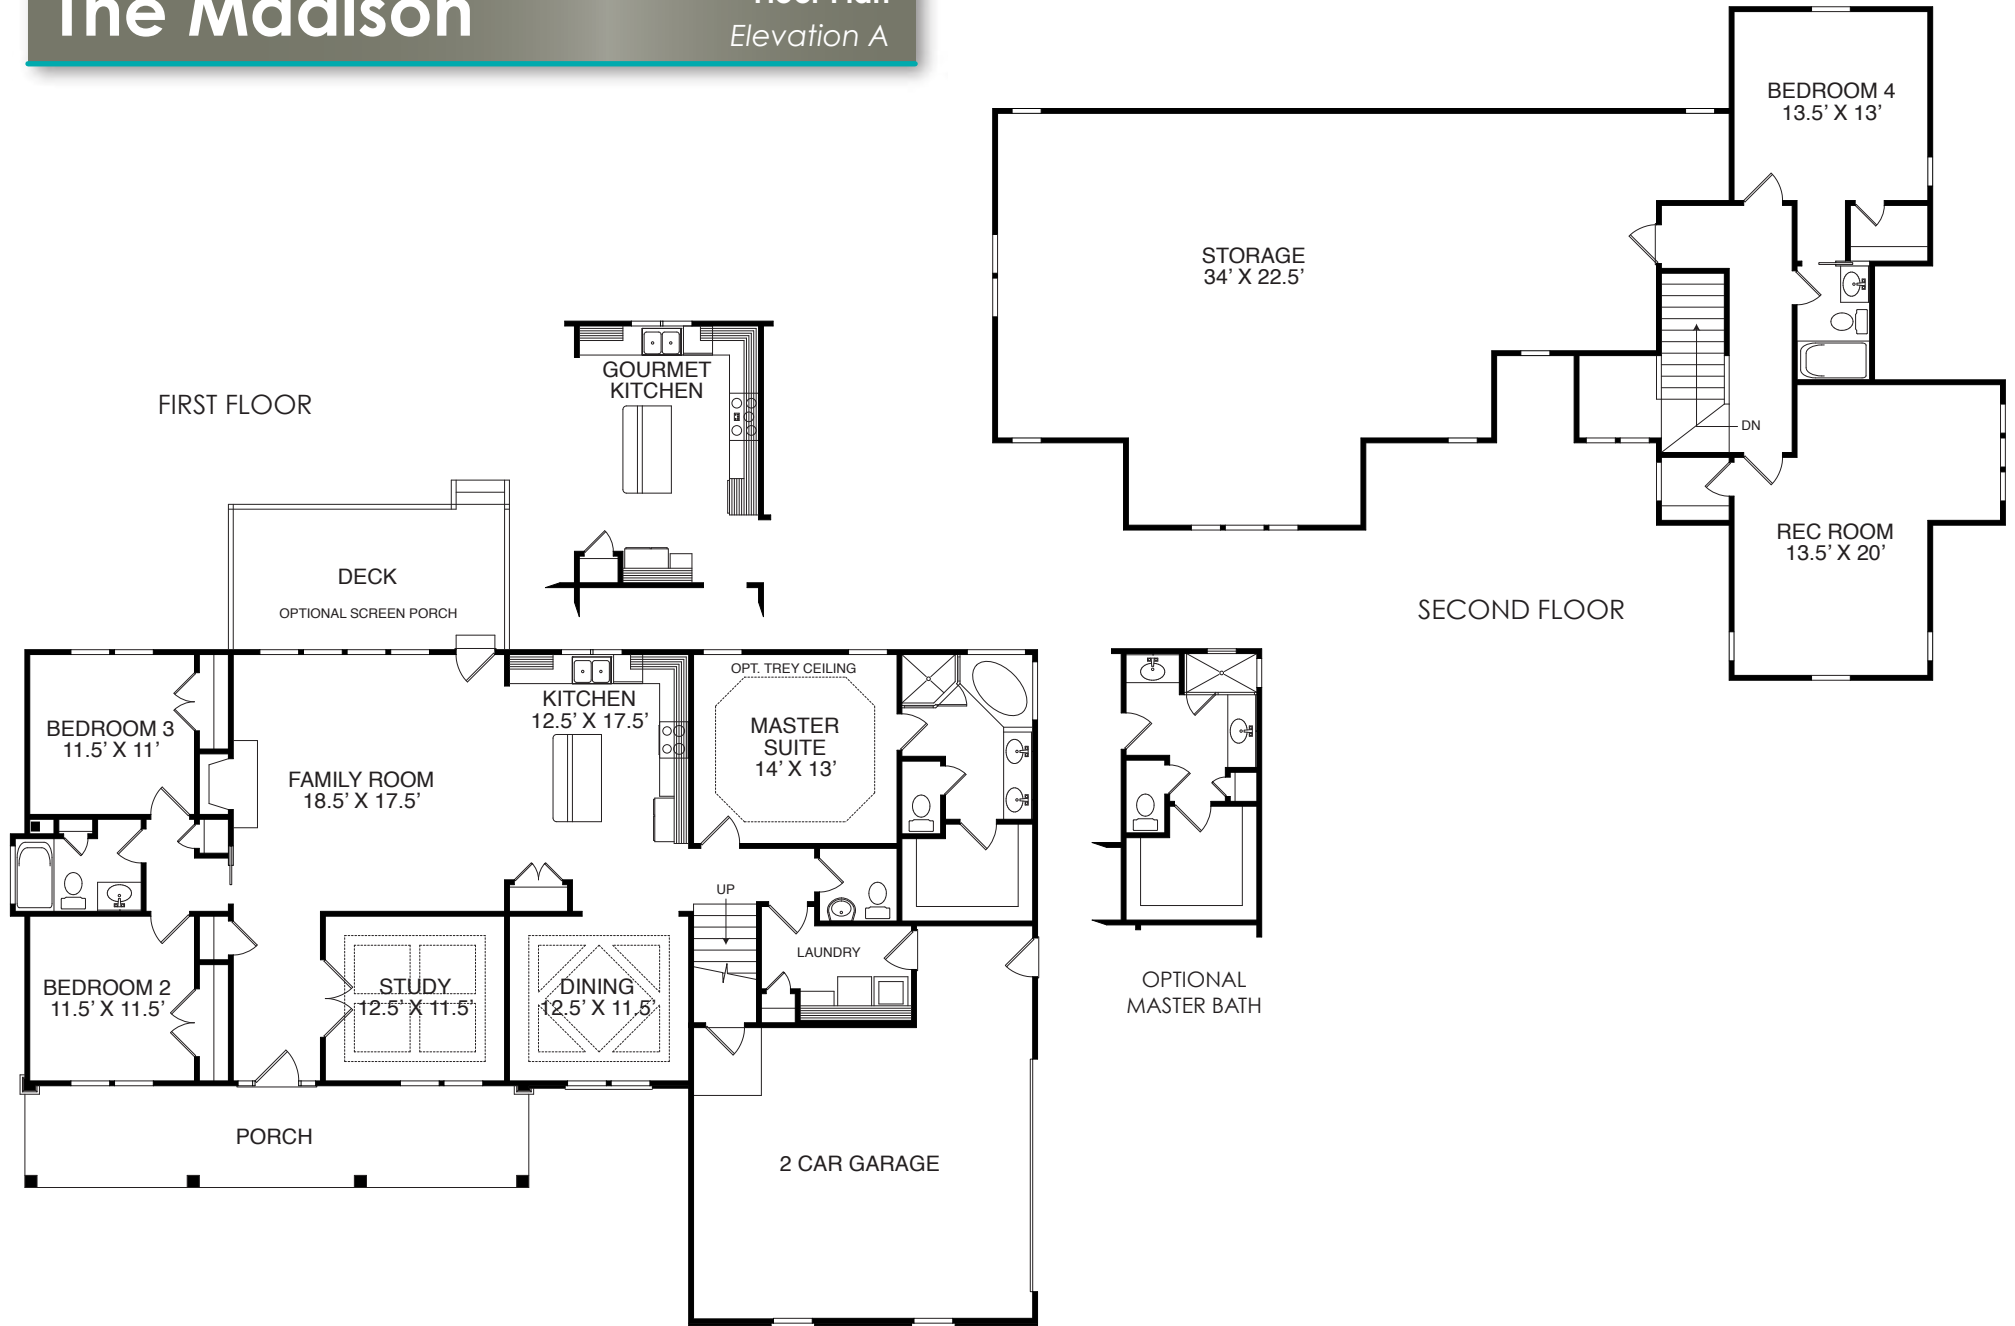 The Madison
Floor Plan
Elevation A
BEDROOM 4
13.5’ X 13’
STORAGE
34’ X 22.5’
GOURMET
KITCHEN
FIRST FLOOR
DN
REC ROOM
13.5’ X 20’
SECOND FLOOR
DECK
OPTIONAL SCREEN PORCH
OPT. TREY CEILING
KITCHEN
12.5’ X 17.5’
BEDROOM 3
11.5’ X 11’
MASTER
SUITE
14’ X 13’
FAMILY ROOM
18.5’ X 17.5’
UP
LAUNDRY
BEDROOM 2
11.5’ X 11.5’
STUDY
12.5’ X 11.5’
DINING
12.5’ X 11.5’
OPTIONAL
MASTER BATH
PORCH
2 CAR GARAGE